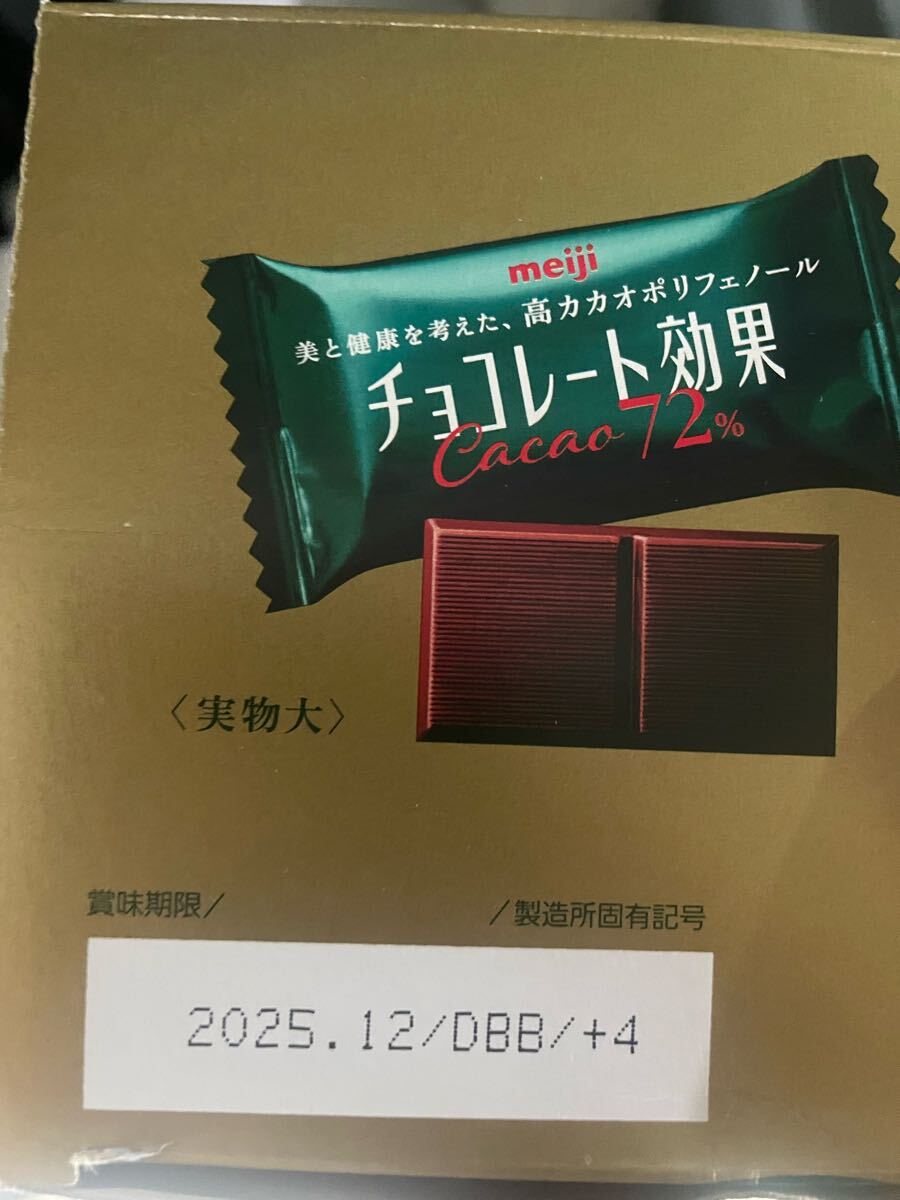 meiji
美と健康を考えた、高カカオポリフェノール
チョコレート効果
Cacao 72%
〈実物大〉
賞味期限/ /製造所固有記号
2025.12/DBB/+4